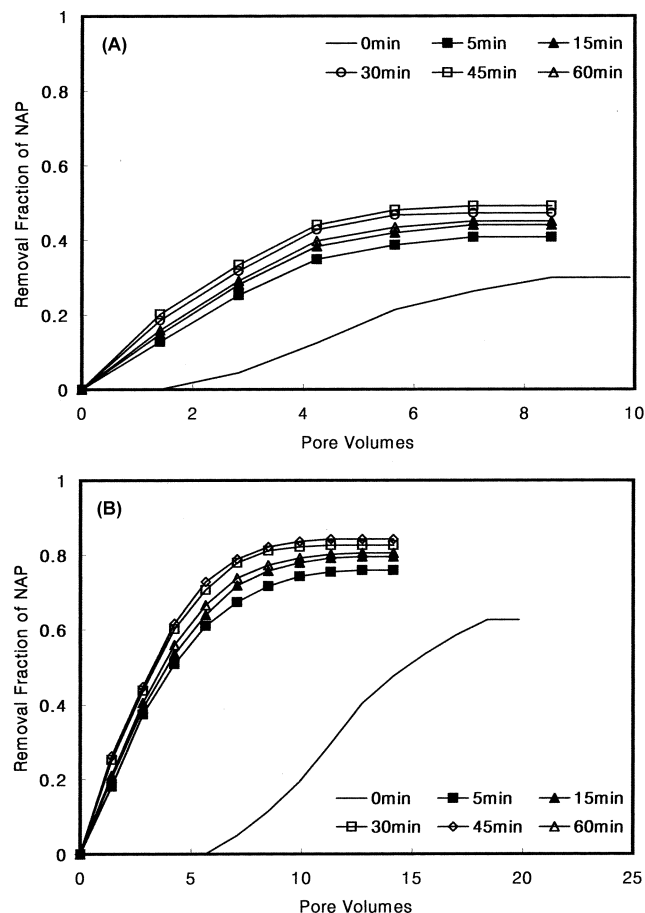 1
(A)
0min 5min 15min
30min 45min 60min
0.8
0.6
0.4
0.2
0
Removal Fraction of NAP
0 2 4 6 8 10
Pore Volumes
1
(B)
0.8
0.6
0.4
0.2
0
Removal Fraction of NAP
0min 5min 15min
30min 45min 60min
0 5 10 15 20 25
Pore Volumes